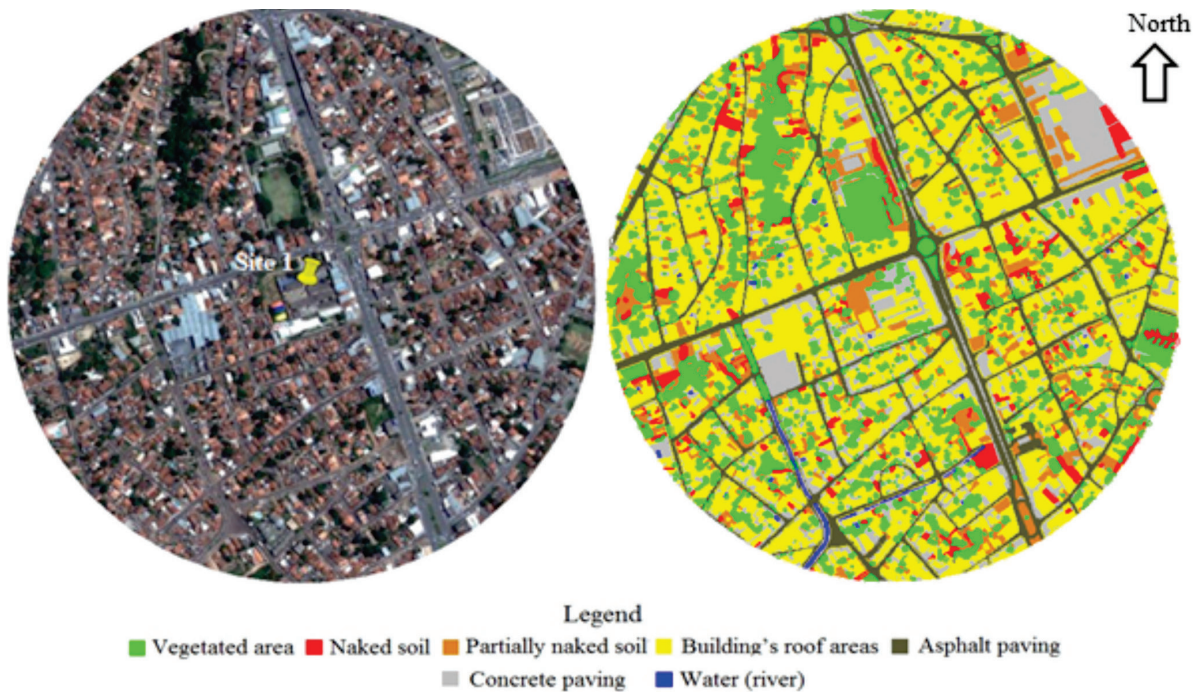 North
Site 1
Legend
Vegetated area Naked soil Partially naked soil Building's roof areas Asphalt paving
Concrete paving Water (river)